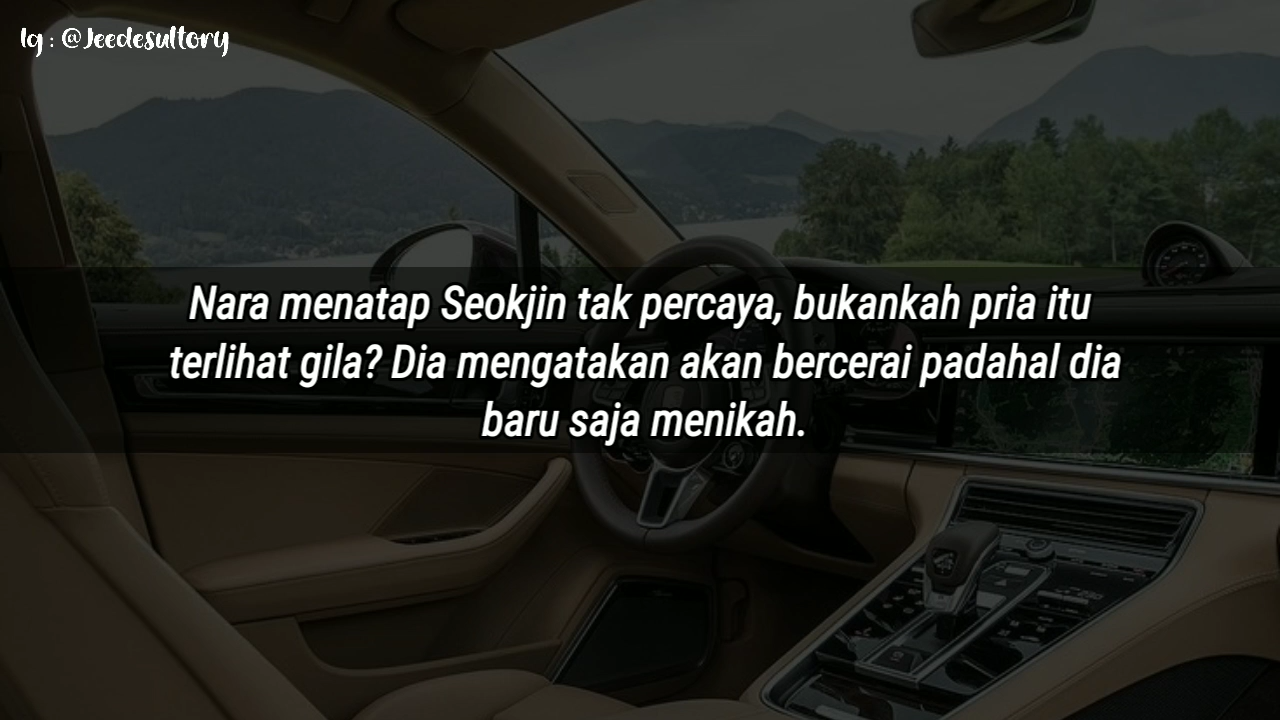 Ig : @Jeedesultory
Nara menatap Seokjin tak percaya, bukankah pria itu
terlihat gila? Dia mengatakan akan bercerai padahal dia
baru saja menikah.